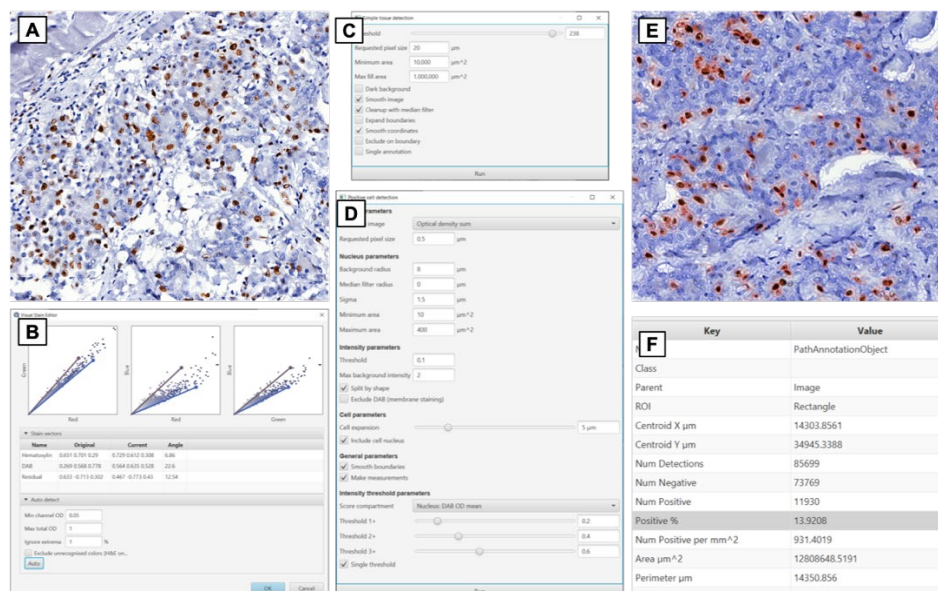 A
B
Visual Stain Editor
Green
Red
Blue
Red
Blue
Green
Stain vectors
Name Original Current Angle
Hematoxylin 0.651 0.701 0.29 0.729 0.612 0.308 6.86
DAB 0.269 0.568 0.778 0.564 0.635 0.528 22.6
Residual 0.633 -0.713 0.302 0.467 -0.773 0.43 12.54
Auto detect
Min channel OD 0.05
Max total OD 1
Ignore extrema 1 %
Exclude unrecognised colors (H&E on...
Auto
OK Cancel
C
Simple tissue detection
238
Requested pixel size 20 µm
Minimum area 10,000 µm^2
Max fill area 1,000,000 µm^2
Dark background
Smooth image
Cleanup with median filter
Expand boundaries
Smooth coordinates
Exclude on boundary
Single annotation
Run
D
Positive cell detection
Optical density sum
Requested pixel size 0.5 µm
Nucleus parameters
Background radius 8 µm
Median filter radius 0 µm
Sigma 1.5 µm
Minimum area 10 µm^2
Maximum area 400 µm^2
Intensity parameters
Threshold 0.1
Max background intensity 2
Split by shape
Exclude DAB (membrane staining)
Cell parameters
Cell expansion 5 µm
Include cell nucleus
General parameters
Smooth boundaries
Make measurements
Intensity threshold parameters
Score compartment Nucleus: DAB OD mean
Threshold 1+ 0.2
Threshold 2+ 0.4
Threshold 3+ 0.6
Single threshold
E
F
Key Value
PathAnnotationObject
Class
Parent Image
ROI Rectangle
Centroid X µm 14303.8561
Centroid Y µm 34945.3388
Num Detections 85699
Num Negative 73769
Num Positive 11930
Positive % 13.9208
Num Positive per mm^2 931.4019
Area µm^2 12808648.5191
Perimeter µm 14350.856